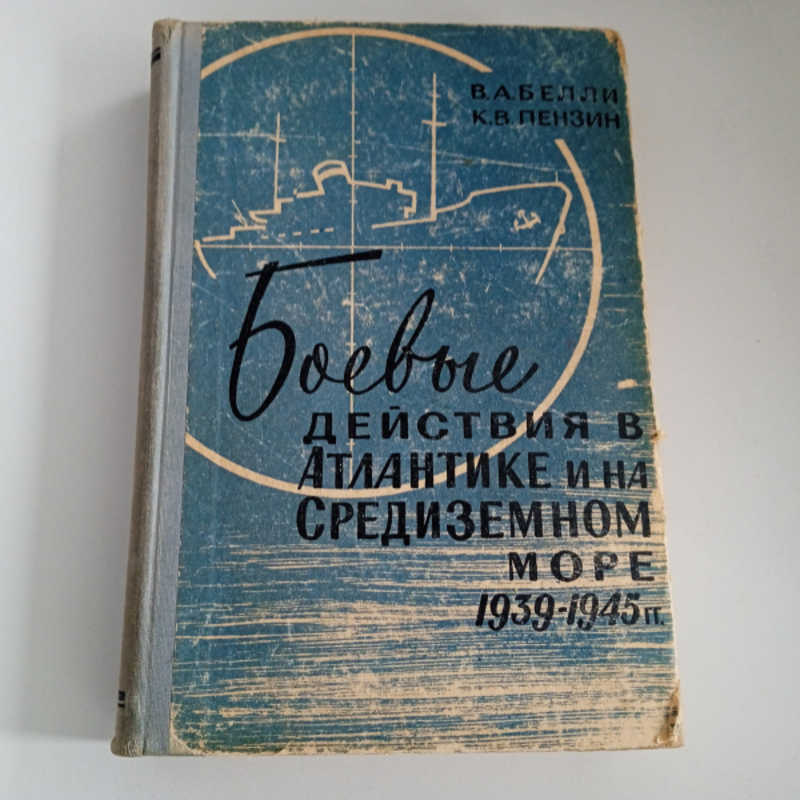 В. А. БЕЛЛИ
К. В. ПЕНЗИН
Боевые
ДЕЙСТВИЯ В
АТЛАНТИКЕ И НА
СРЕДИЗЕМНОМ
МОРЕ
1939-1945 гг.